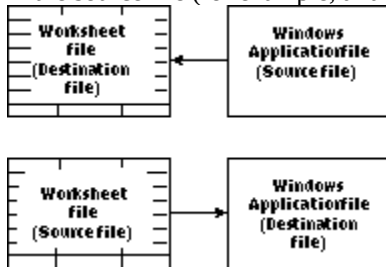 Worksheet
file
(Destination
file)
Windows
Applicationfile
(Source file)
Worksheet
file
(Source file)
Windows
Applicationfile
(Destination
file)